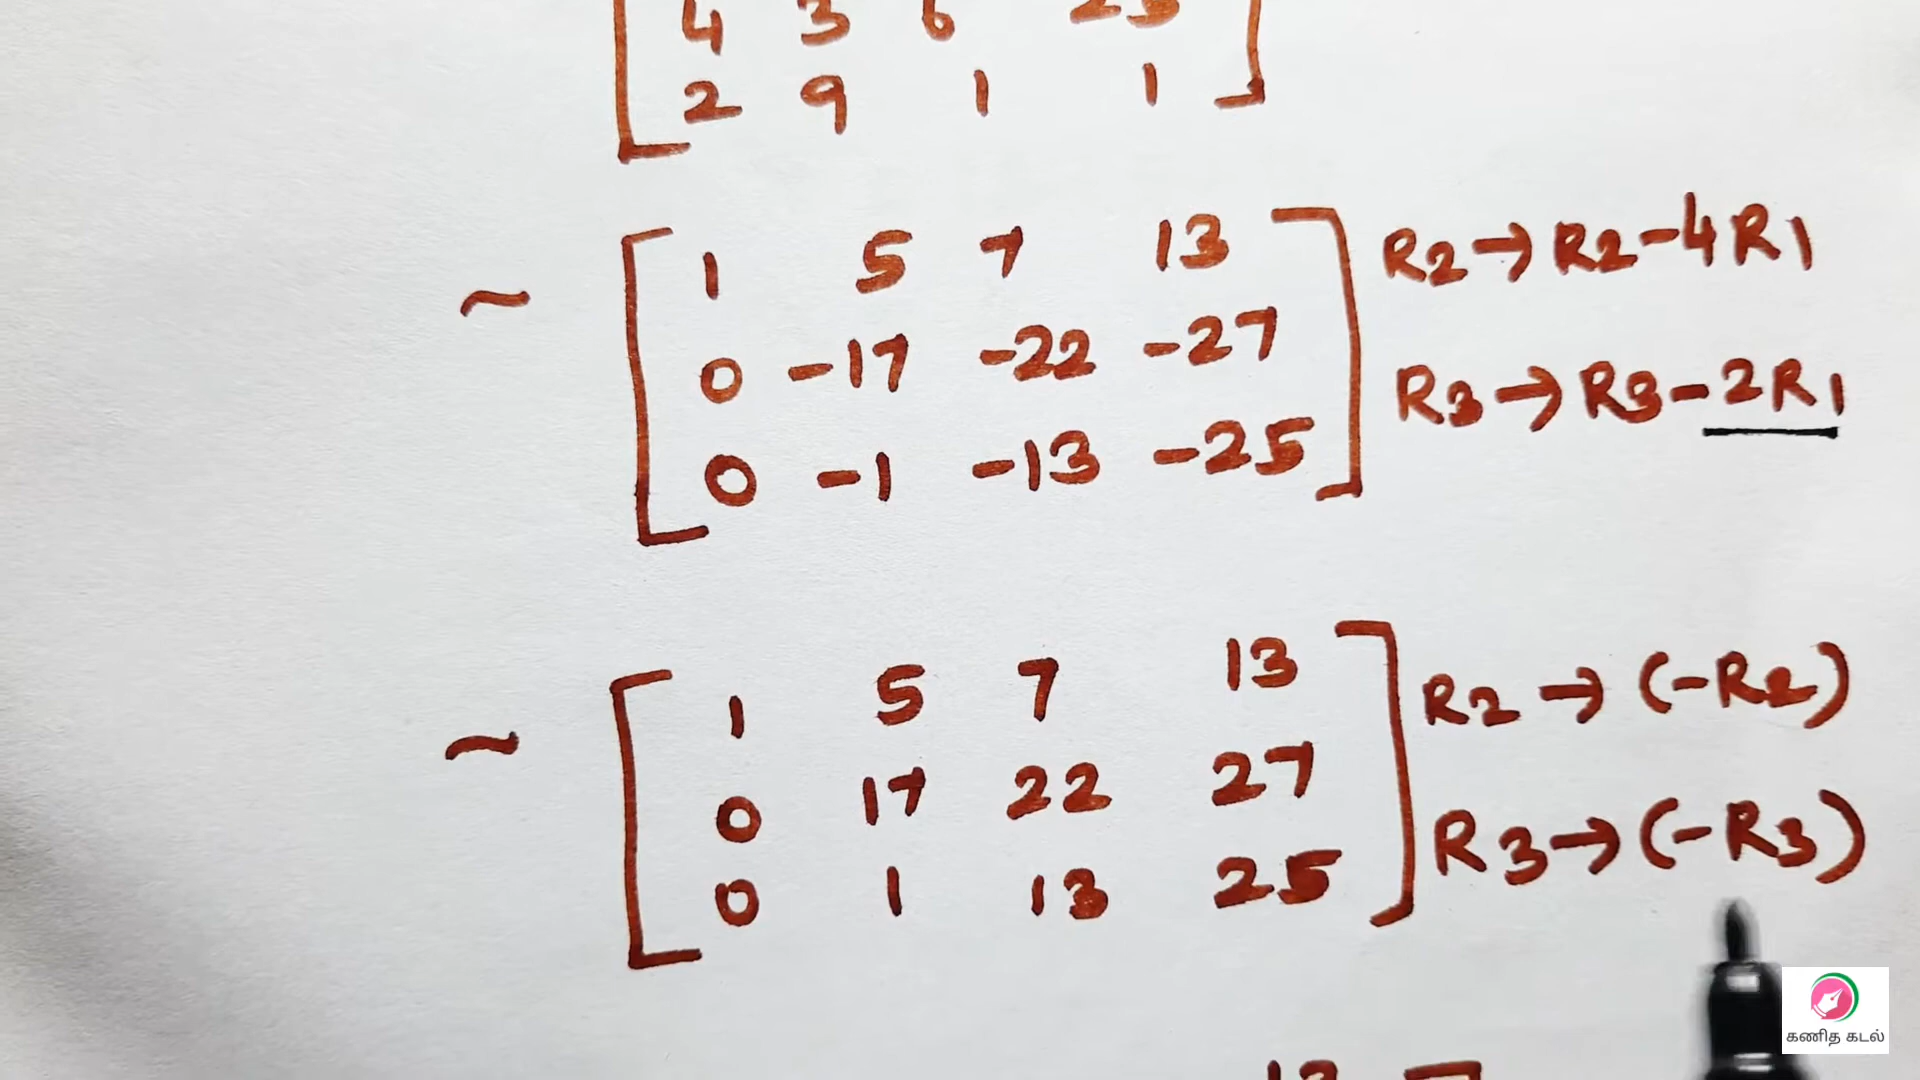 4 3 6 25
2 9 1 1
~ 1 5 7 13 R2→R2-4R1
0 -17 -22 -27
0 -1 -13 -25 R3→R3-2R1
~ 1 5 7 13 R2→(-R2)
0 17 22 27
0 1 13 25 R3→(-R3)
கணித கடல்